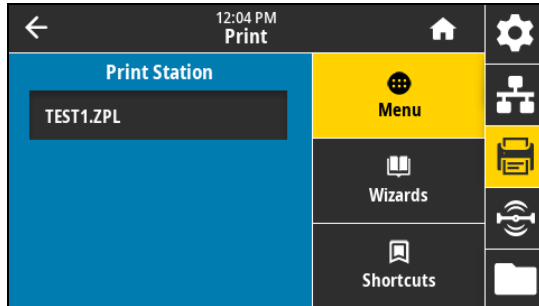 12:04 PM
Print
Print Station
TEST1.ZPL
Menu
Wizards
Shortcuts